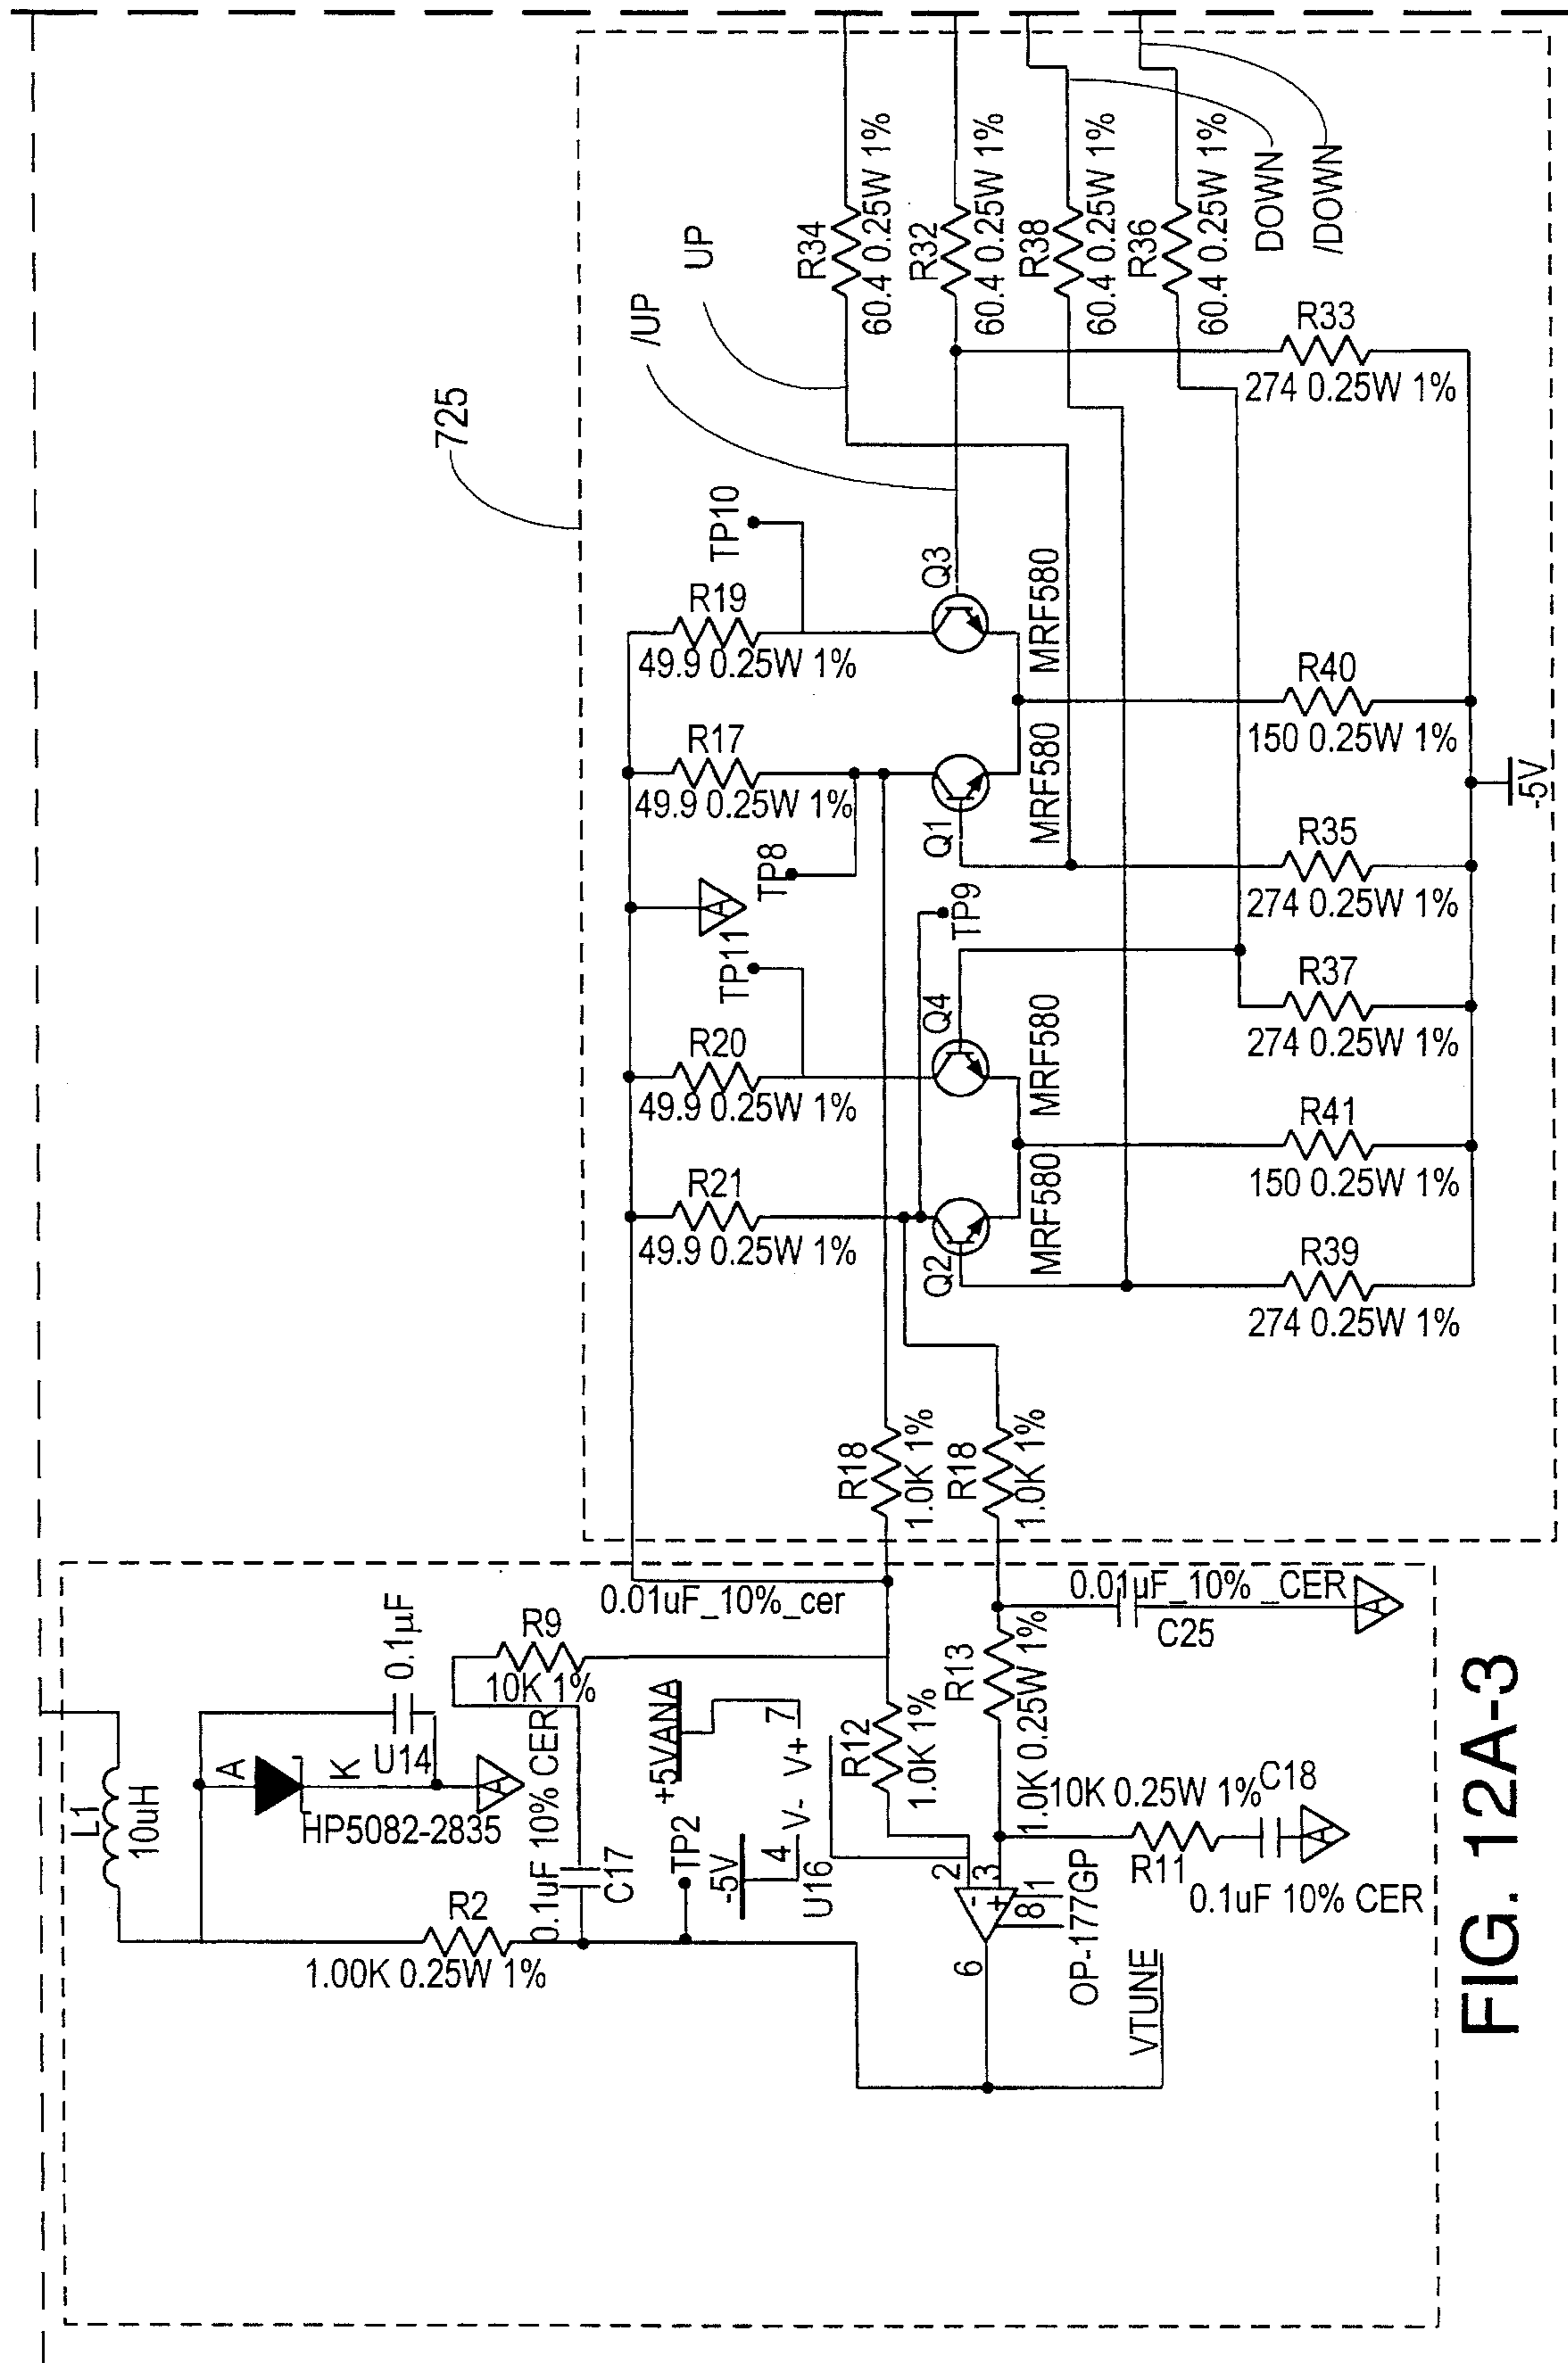 725
/UP
UP
R34
60.4 0.25W 1%
R32
60.4 0.25W 1%
R38
60.4 0.25W 1%
R36
60.4 0.25W 1%
DOWN
/DOWN
R33
274 0.25W 1%
TP10
R19
49.9 0.25W 1%
Q3
MRF580
R40
150 0.25W 1%
R17
49.9 0.25W 1%
Q1
MRF580
-5V
TP8
R35
274 0.25W 1%
A
TP9
TP11
R37
274 0.25W 1%
R20
49.9 0.25W 1%
Q4
MRF580
R41
150 0.25W 1%
R21
49.9 0.25W 1%
Q2
MRF580
R39
274 0.25W 1%
R18
1.0K 1%
R18
1.0K 1%
0.01uF_10%_cer
0.01µF_10%_CER
C25
A
0.1µF
U14
R9
10K 1%
L1
10uH
A
K
HP5082-2835
A
0.1uF 10% CER
C17
R2
1.00K 0.25W 1%
+5VANA
7
V+
V-
4
-5V
U16
TP2
R12
1.0K 1%
R13
1.0K 0.25W 1%
10K 0.25W 1%
R11
C18
A
0.1uF 10% CER
2
3
-
+
8
1
6
OP-177GP
VTUNE
FIG. 12A-3